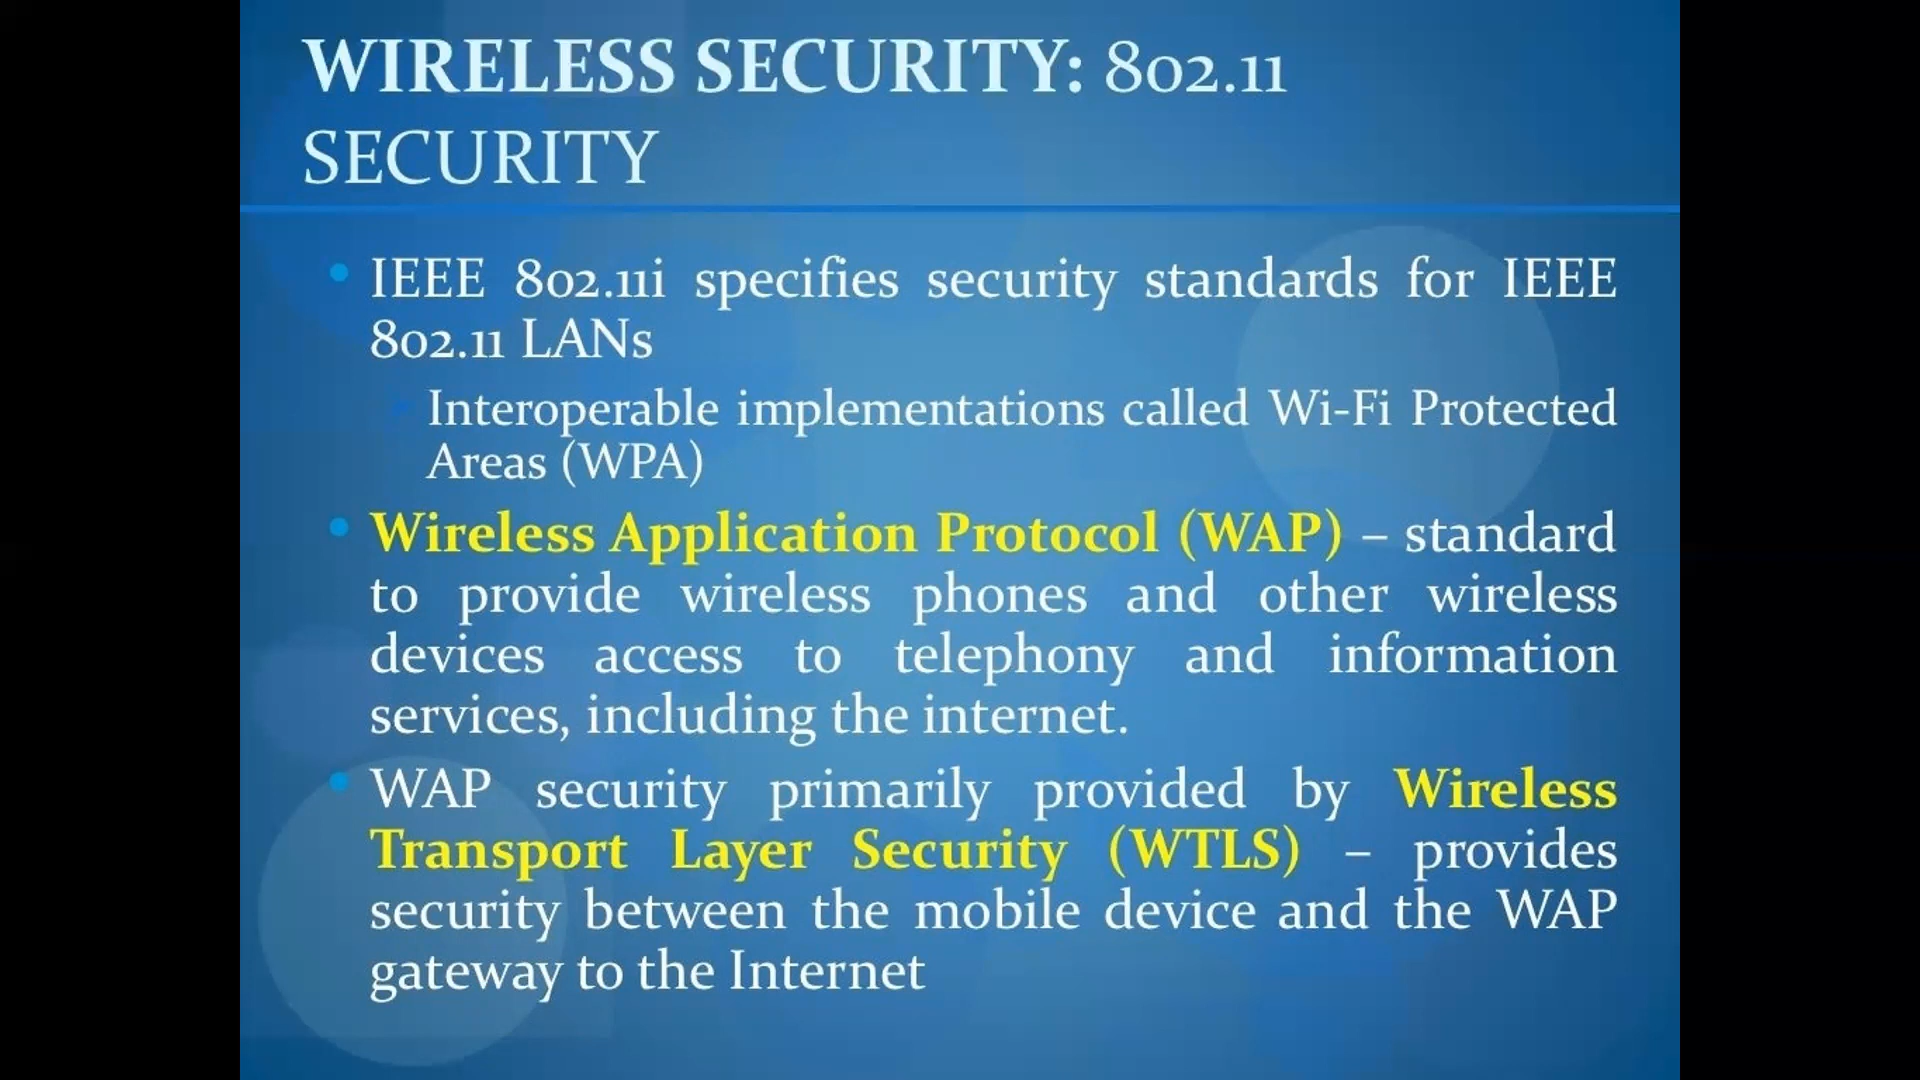 WIRELESS SECURITY: 802.11
SECURITY
IEEE 802.11i specifies security standards for IEEE
802.11 LANs
Interoperable implementations called Wi-Fi Protected
Areas (WPA)
Wireless Application Protocol (WAP) – standard
to provide wireless phones and other wireless
devices access to telephony and information
services, including the internet.
WAP security primarily provided by Wireless
Transport Layer Security (WTLS) – provides
security between the mobile device and the WAP
gateway to the Internet